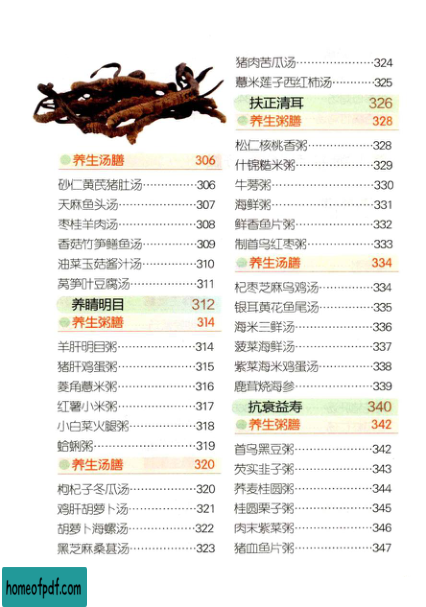 养生汤膳 306
砂仁黄芪猪肚汤 306
天麻鱼头汤 307
枣桂羊肉汤 308
香菇竹笋鳝鱼汤 309
油菜玉菇酱汁汤 310
莴笋叶豆腐汤 311
养睛明目 312
养生粥膳 314
羊肝明目粥 314
猪肝鸡蛋粥 315
菱角薏米粥 316
红薯小米粥 317
小白菜火腿粥 318
蛤蜊粥 319
养生汤膳 320
枸杞子冬瓜汤 320
鸡肝胡萝卜汤 321
胡萝卜海螺汤 322
黑芝麻桑葚汤 323
猪肉苦瓜汤 324
薏米莲子西红柿汤 325
扶正清耳 326
养生粥膳 328
松仁核桃香粥 328
什锦糙米粥 329
牛蒡粥 330
海鲜粥 331
鲜香鱼片粥 332
制首乌红枣粥 333
养生汤膳 334
杞枣芝麻乌鸡汤 334
银耳黄花鱼尾汤 335
海米三鲜汤 336
菠菜海鲜汤 337
紫菜海米鸡蛋汤 338
鹿茸烧海参 339
抗衰益寿 340
养生粥膳 342
首乌黑豆粥 342
芡实韭子粥 343
荞麦桂圆粥 344
桂圆栗子粥 345
肉末紫菜粥 346
猪血鱼片粥 347
homeofpdf.com